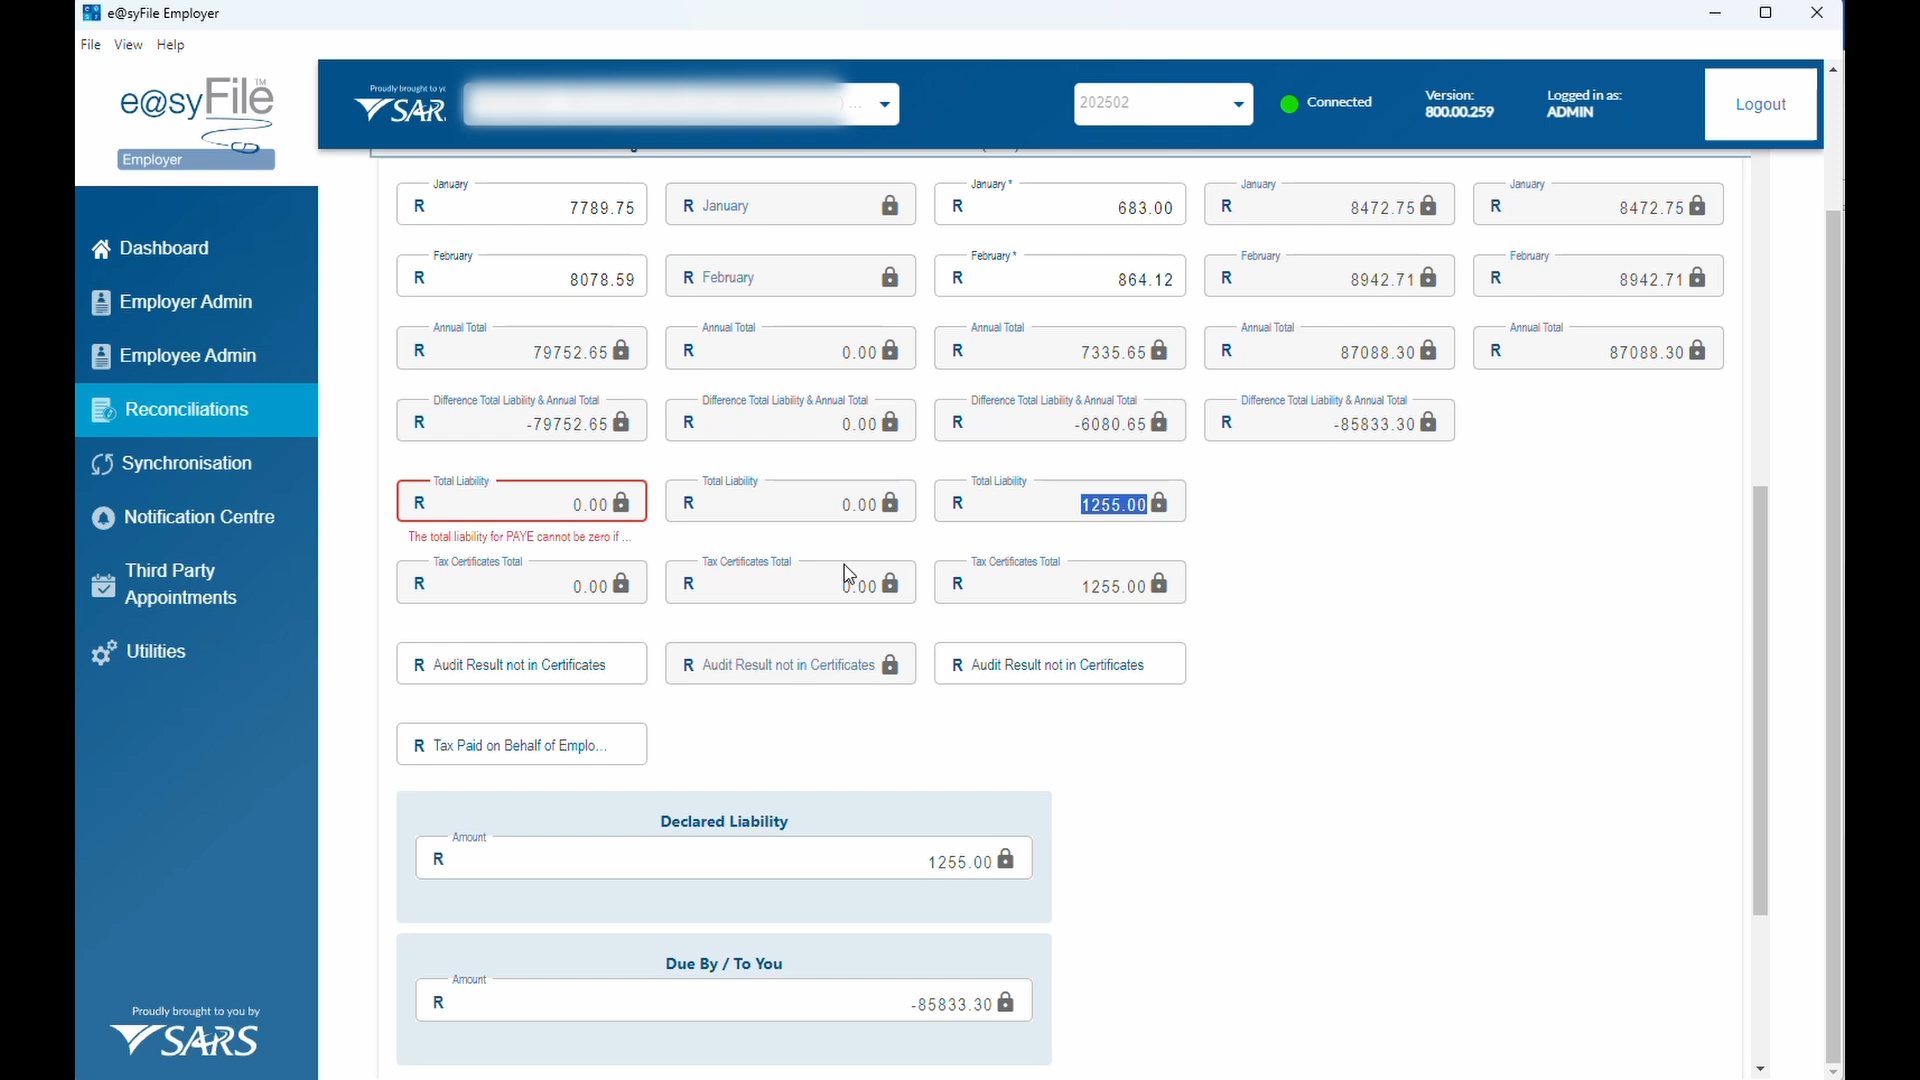 e@syFile Employer
File View Help
e@syFile™
Employer
Proudly brought to
SAR
...
202502
Connected
Version:
800.00.259
Logged in as:
ADMIN
Logout
Dashboard
Employer Admin
Employee Admin
Reconciliations
Synchronisation
Notification Centre
Third Party
Appointments
Utilities
Proudly brought to you by
SARS
January
R 7789.75
R January
January *
R 683.00
January
R 8472.75
January
R 8472.75
February
R 8078.59
R February
February *
R 864.12
February
R 8942.71
February
R 8942.71
Annual Total
R 79752.65
Annual Total
R 0.00
Annual Total
R 7335.65
Annual Total
R 87088.30
Annual Total
R 87088.30
Difference Total Liability & Annual Total
R -79752.65
Difference Total Liability & Annual Total
R 0.00
Difference Total Liability & Annual Total
R -6080.65
Difference Total Liability & Annual Total
R -85833.30
Total Liability
R 0.00
The total liability for PAYE cannot be zero if ...
Total Liability
R 0.00
Total Liability
R 1255.00
Tax Certificates Total
R 0.00
Tax Certificates Total
R 0.00
Tax Certificates Total
R 1255.00
R Audit Result not in Certificates
R Audit Result not in Certificates
R Audit Result not in Certificates
R Tax Paid on Behalf of Emplo...
Declared Liability
Amount
R 1255.00
Due By / To You
Amount
R -85833.30